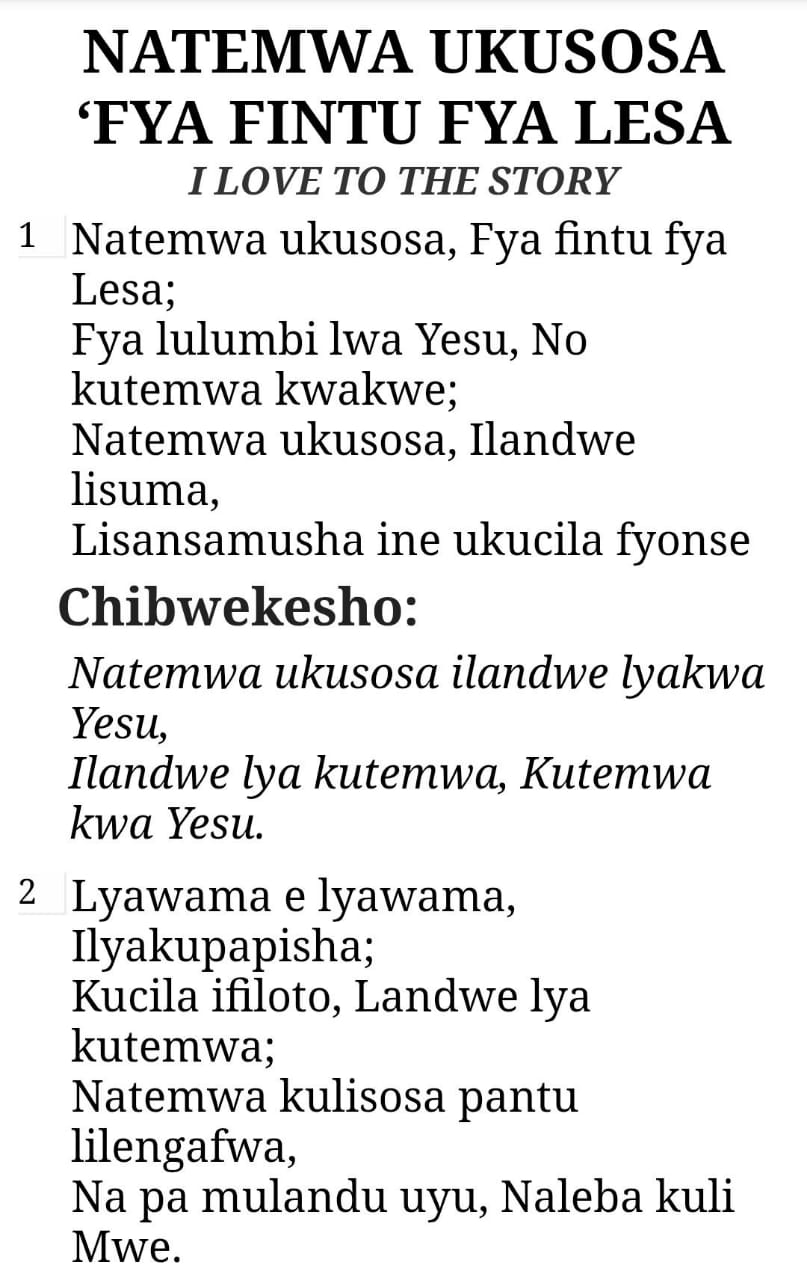 NATEMWA UKUSOSA
‘FYA FINTU FYA LESA
I LOVE TO THE STORY
1 Natemwa ukusosa, Fya fintu fya
Lesa;
Fya lulumbi lwa Yesu, No
kutemwa kwakwe;
Natemwa ukusosa, Ilandwe
lisuma,
Lisansamusha ine ukucila fyonse
Chibwekesho:
Natemwa ukusosa ilandwe lyakwa
Yesu,
Ilandwe lya kutemwa, Kutemwa
kwa Yesu.
2 Lyawama e lyawama,
Ilyakupapisha;
Kucila ifiloto, Landwe lya
kutemwa;
Natemwa kulisosa pantu
lilengafwa,
Na pa mulandu uyu, Naleba kuli
Mwe.